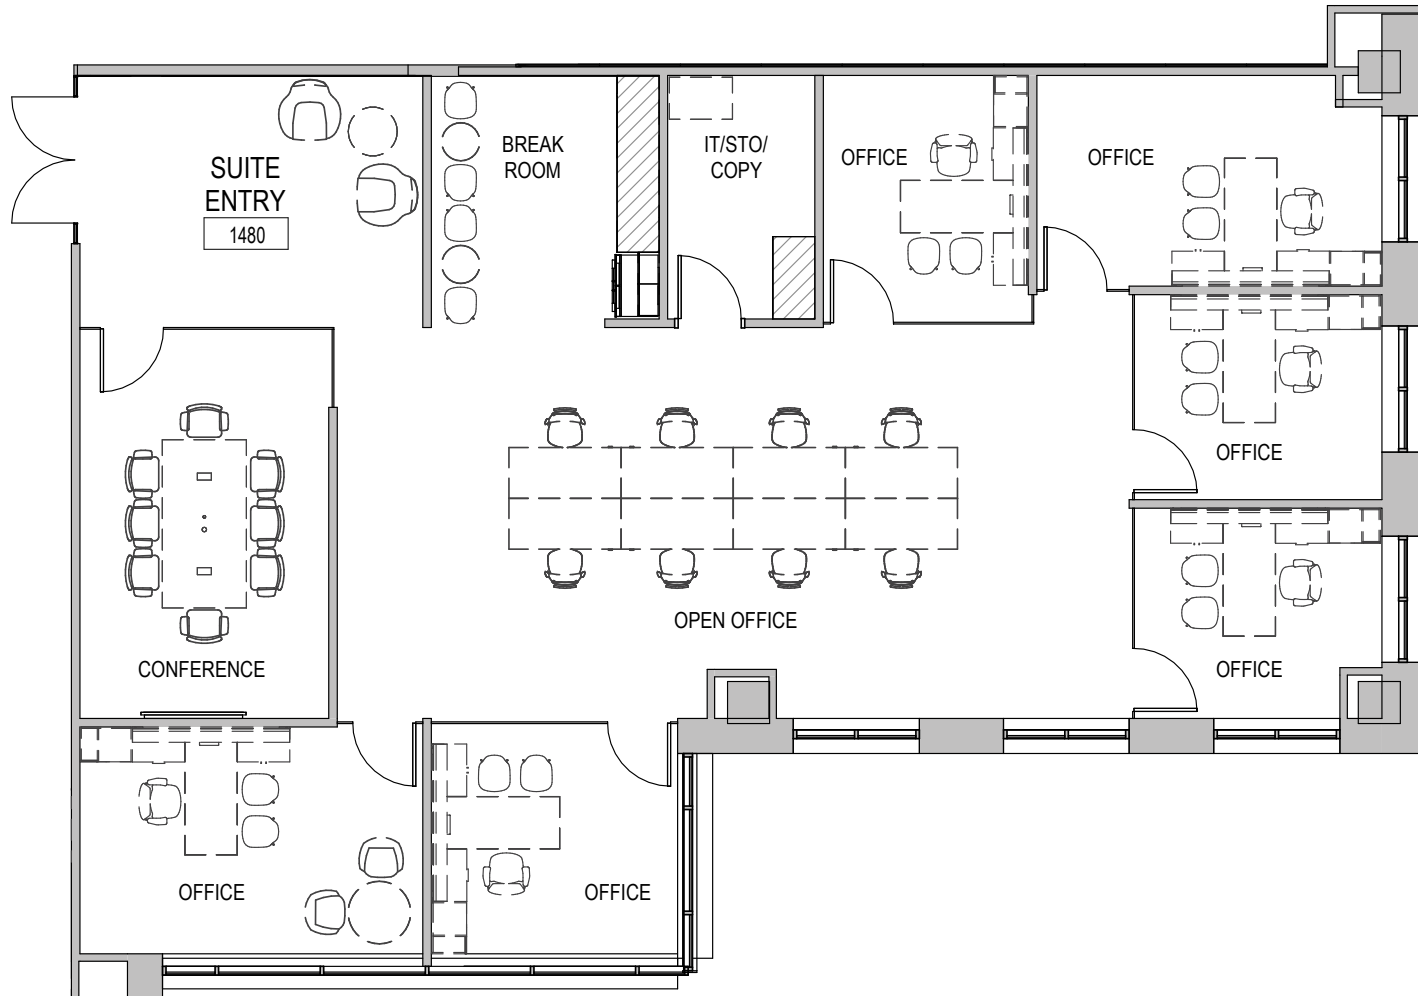 SUITE
ENTRY
1480
BREAK
ROOM
IT/STO/
COPY
OFFICE
OFFICE
OFFICE
OPEN OFFICE
CONFERENCE
OFFICE
OFFICE
OFFICE